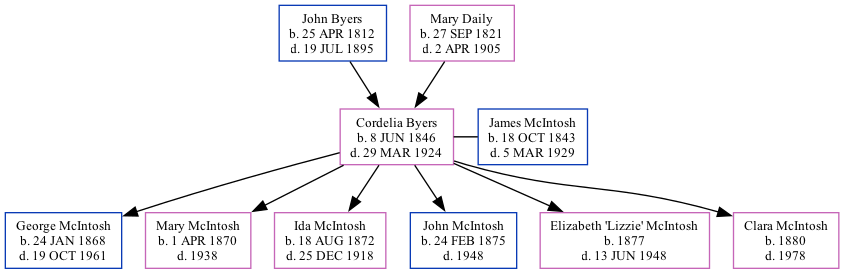 John Byers
b. 25 APR 1812
d. 19 JUL 1895
Mary Daily
b. 27 SEP 1821
d. 2 APR 1905
Cordelia Byers
b. 8 JUN 1846
d. 29 MAR 1924
James McIntosh
b. 18 OCT 1843
d. 5 MAR 1929
George McIntosh
b. 24 JAN 1868
d. 19 OCT 1961
Mary McIntosh
b. 1 APR 1870
d. 1938
Ida McIntosh
b. 18 AUG 1872
d. 25 DEC 1918
John McIntosh
b. 24 FEB 1875
d. 1948
Elizabeth 'Lizzie' McIntosh
b. 1877
d. 13 JUN 1948
Clara McIntosh
b. 1880
d. 1978